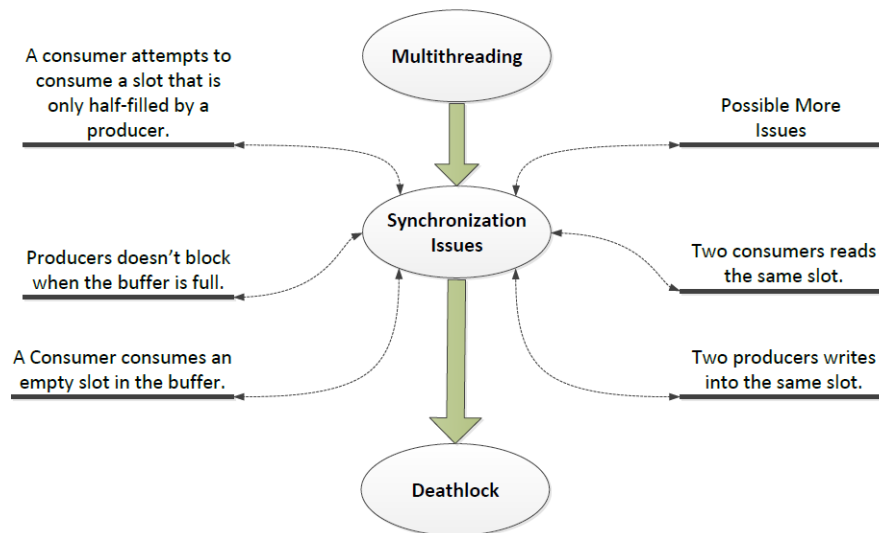 Multithreading
A consumer attempts to
consume a slot that is
only half-filled by a
producer.
Possible More
Issues
Synchronization
Issues
Producers doesn’t block
when the buffer is full.
Two consumers reads
the same slot.
A Consumer consumes an
empty slot in the buffer.
Two producers writes
into the same slot.
Deathlock